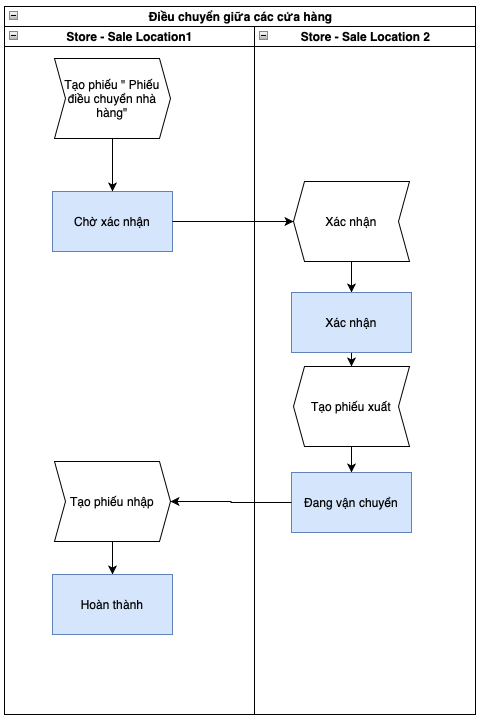 Điều chuyển giữa các cửa hàng
Store - Sale Location1
Store - Sale Location 2
Tạo phiếu " Phiếu
điều chuyển nhà
hàng"
Chờ xác nhận
Xác nhận
Xác nhận
Tạo phiếu xuất
Tạo phiếu nhập
Đang vận chuyển
Hoàn thành